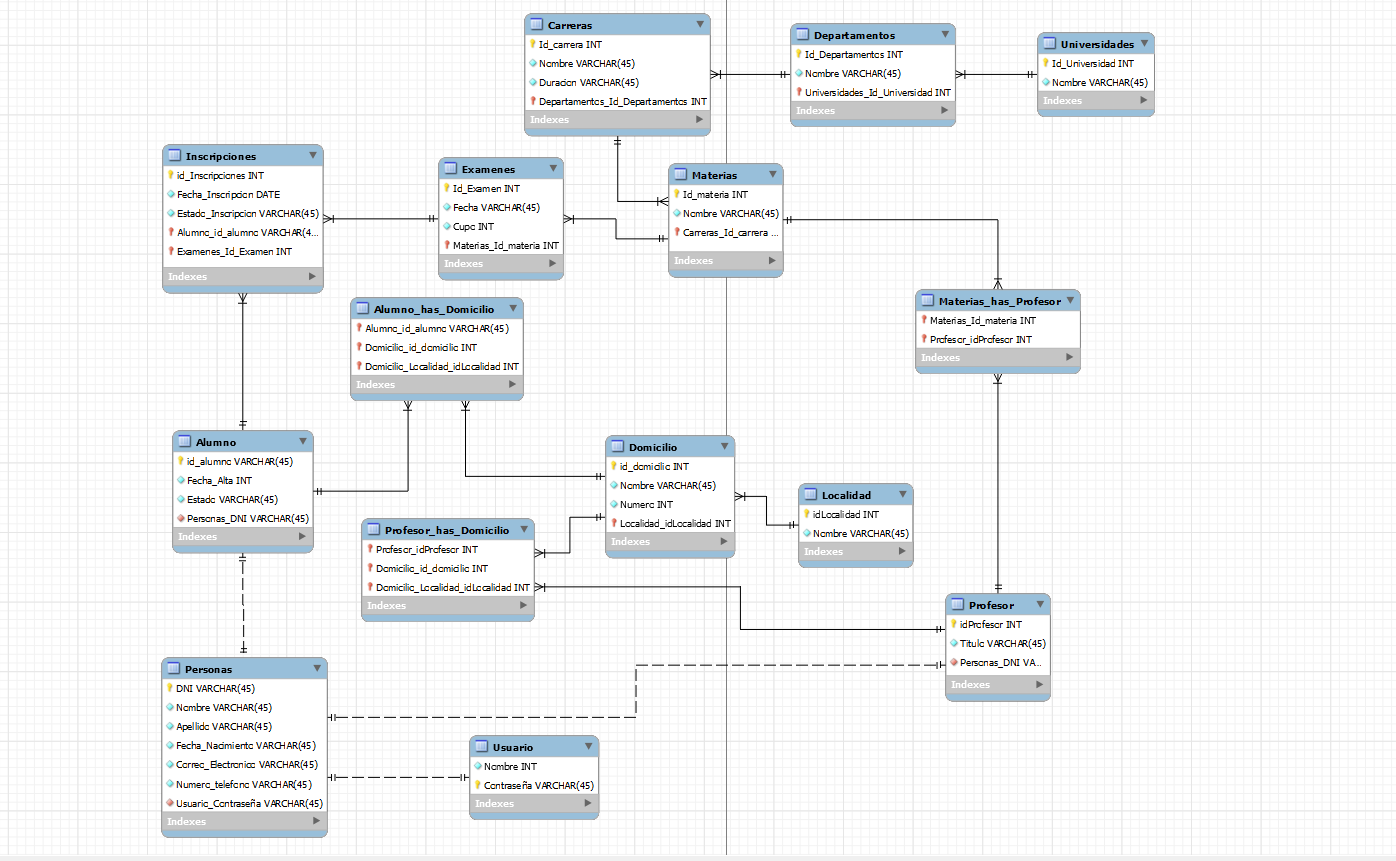 Carreras
Id_carrera INT
Nombre VARCHAR(45)
Duracion VARCHAR(45)
Departamentos_Id_Departamentos INT
Indexes
Departamentos
Id_Departamentos INT
Nombre VARCHAR(45)
Universidades_Id_Universidad INT
Indexes
Universidades
Id_Universidad INT
Nombre VARCHAR(45)
Indexes
Inscripciones
id_Inscripciones INT
Fecha_Inscripcion DATE
Estado_Inscripcion VARCHAR(45)
Alumno_id_alumno VARCHAR(4...
Examenes_Id_Examen INT
Indexes
Examenes
Id_Examen INT
Fecha VARCHAR(45)
Cupo INT
Materias_Id_materia INT
Indexes
Materias
Id_materia INT
Nombre VARCHAR(45)
Carreras_Id_carrera ...
Indexes
Materias_has_Profesor
Materias_Id_materia INT
Profesor_idProfesor INT
Indexes
Alumno_has_Domicilio
Alumno_id_alumno VARCHAR(45)
Domicilio_id_domicilio INT
Domicilio_Localidad_idLocalidad INT
Indexes
Alumno
id_alumno VARCHAR(45)
Fecha_Alta INT
Estado VARCHAR(45)
Personas_DNI VARCHAR(45)
Indexes
Domicilio
id_domicilio INT
Nombre VARCHAR(45)
Numero INT
Localidad_idLocalidad INT
Indexes
Localidad
idLocalidad INT
Nombre VARCHAR(45)
Indexes
Profesor_has_Domicilio
Profesor_idProfesor INT
Domicilio_id_domicilio INT
Domicilio_Localidad_idLocalidad INT
Indexes
Profesor
idProfesor INT
Titulo VARCHAR(45)
Personas_DNI VA...
Indexes
Personas
DNI VARCHAR(45)
Nombre VARCHAR(45)
Apellido VARCHAR(45)
Fecha_Nacimiento VARCHAR(45)
Correo_Electronico VARCHAR(45)
Numero_telefono VARCHAR(45)
Usuario_Contraseña VARCHAR(45)
Indexes
Usuario
Nombre INT
Contraseña VARCHAR(45)
Indexes